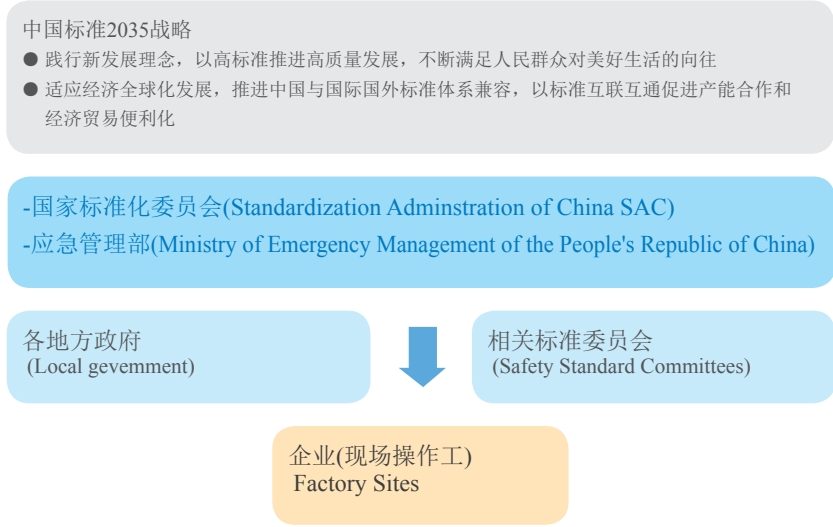 中国标准2035战略
● 践行新发展理念，以高标准推进高质量发展，不断满足人民群众对美好生活的向往
● 适应经济全球化发展，推进中国与国际国外标准体系兼容，以标准互联互通促进产能合作和
经济贸易便利化
-国家标准化委员会(Standardization Adminstration of China SAC)
-应急管理部(Ministry of Emergency Management of the People's Republic of China)
各地方政府
(Local gevemment)
相关标准委员会
(Safety Standard Committees)
企业(现场操作工)
Factory Sites